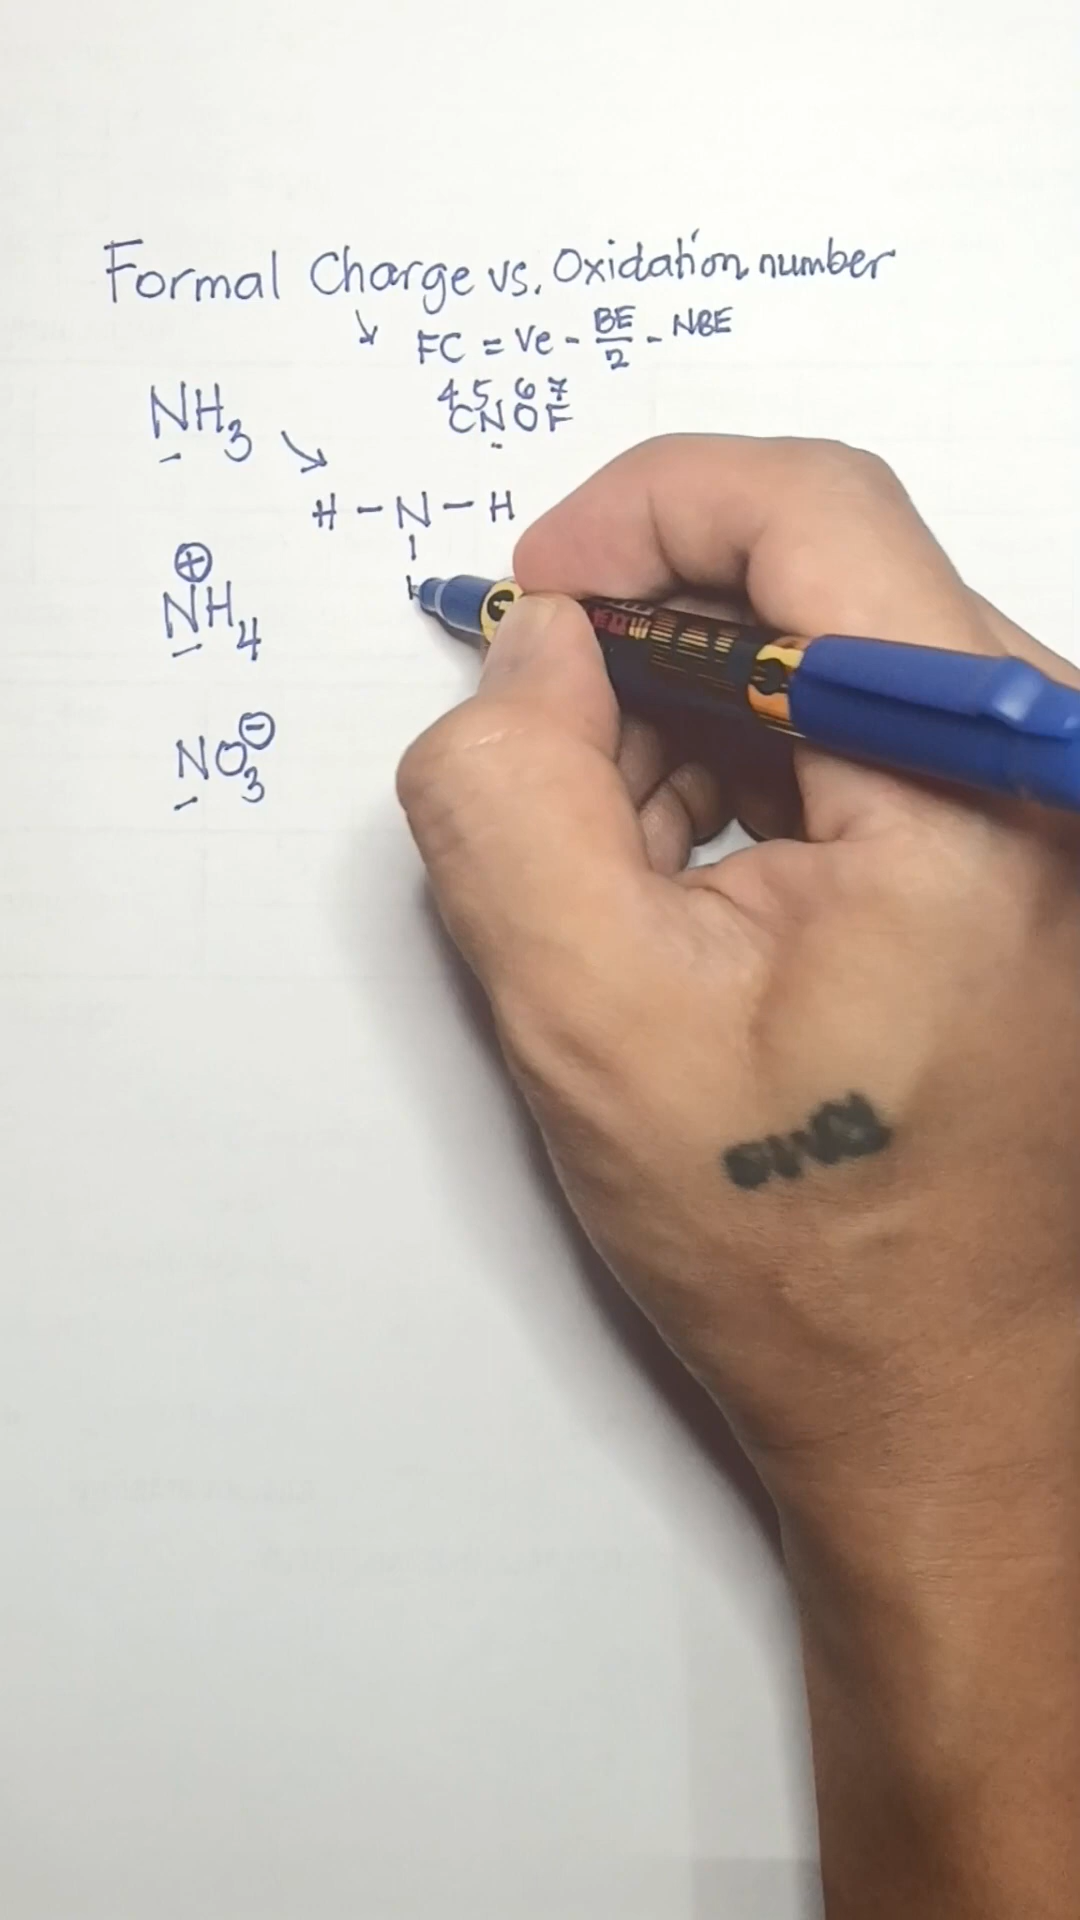 Formal Charge vs. Oxidation number
FC = Ve - BE/2 - NBE
4 5 6 7
C N O F
NH3
H - N - H
⊕
NH4
NO3⊖